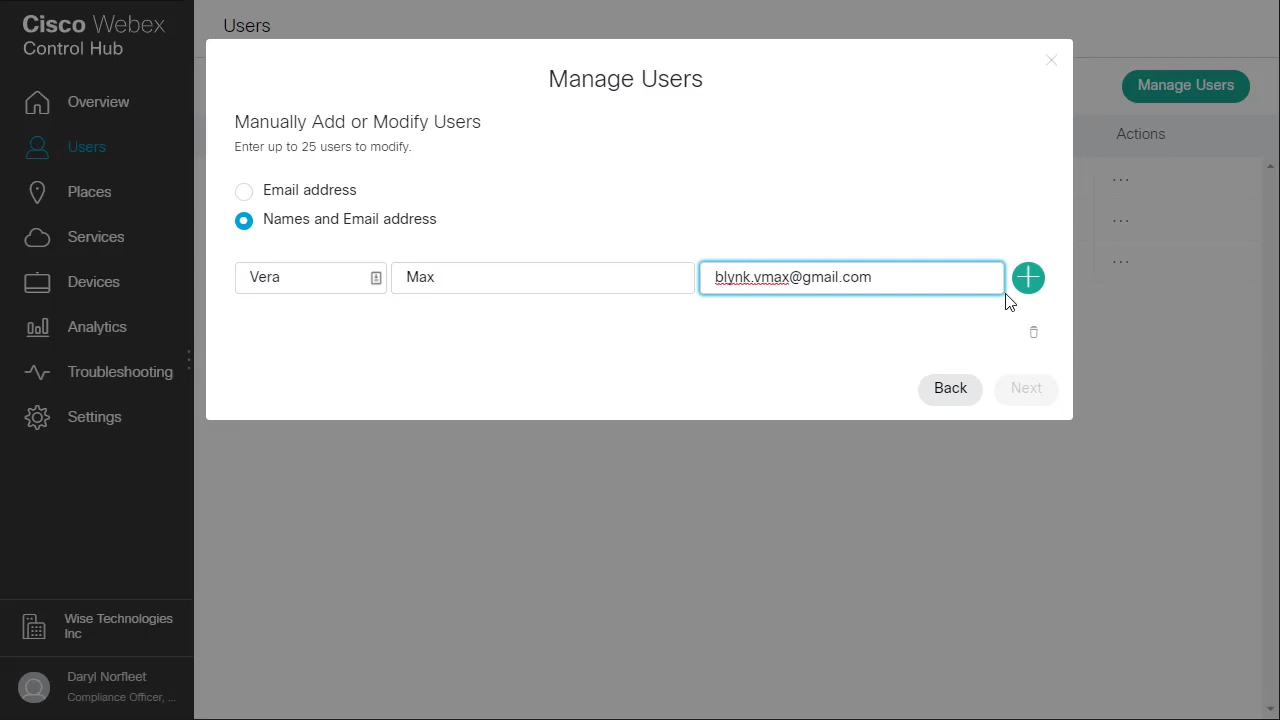 Cisco Webex
Control Hub
Overview
Users
Places
Services
Devices
Analytics
Troubleshooting
Settings
Wise Technologies
Inc
Daryl Norfleet
Compliance Officer, ...
Users
Manage Users
Actions
...
...
...
Manage Users
Manually Add or Modify Users
Enter up to 25 users to modify.
Email address
Names and Email address
Vera
Max
blynk.vmax@gmail.com
Back
Next